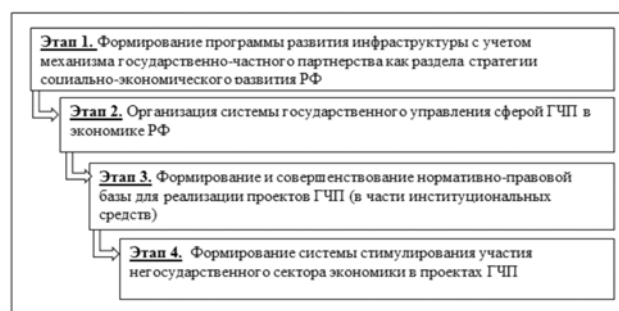 Этап 1. Формирование программы развития инфраструктуры с учетом
механизма государственно-частного партнерства как раздела стратегии
социально-экономического развития РФ
Этап 2. Организация системы государственного управления сферой ГЧП в
экономике РФ
Этап 3. Формирование и совершенствование нормативно-правовой
базы для реализации проектов ГЧП (в части институциональных
средств)
Этап 4. Формирование системы стимулирования участия
негосударственного сектора экономики в проектах ГЧП